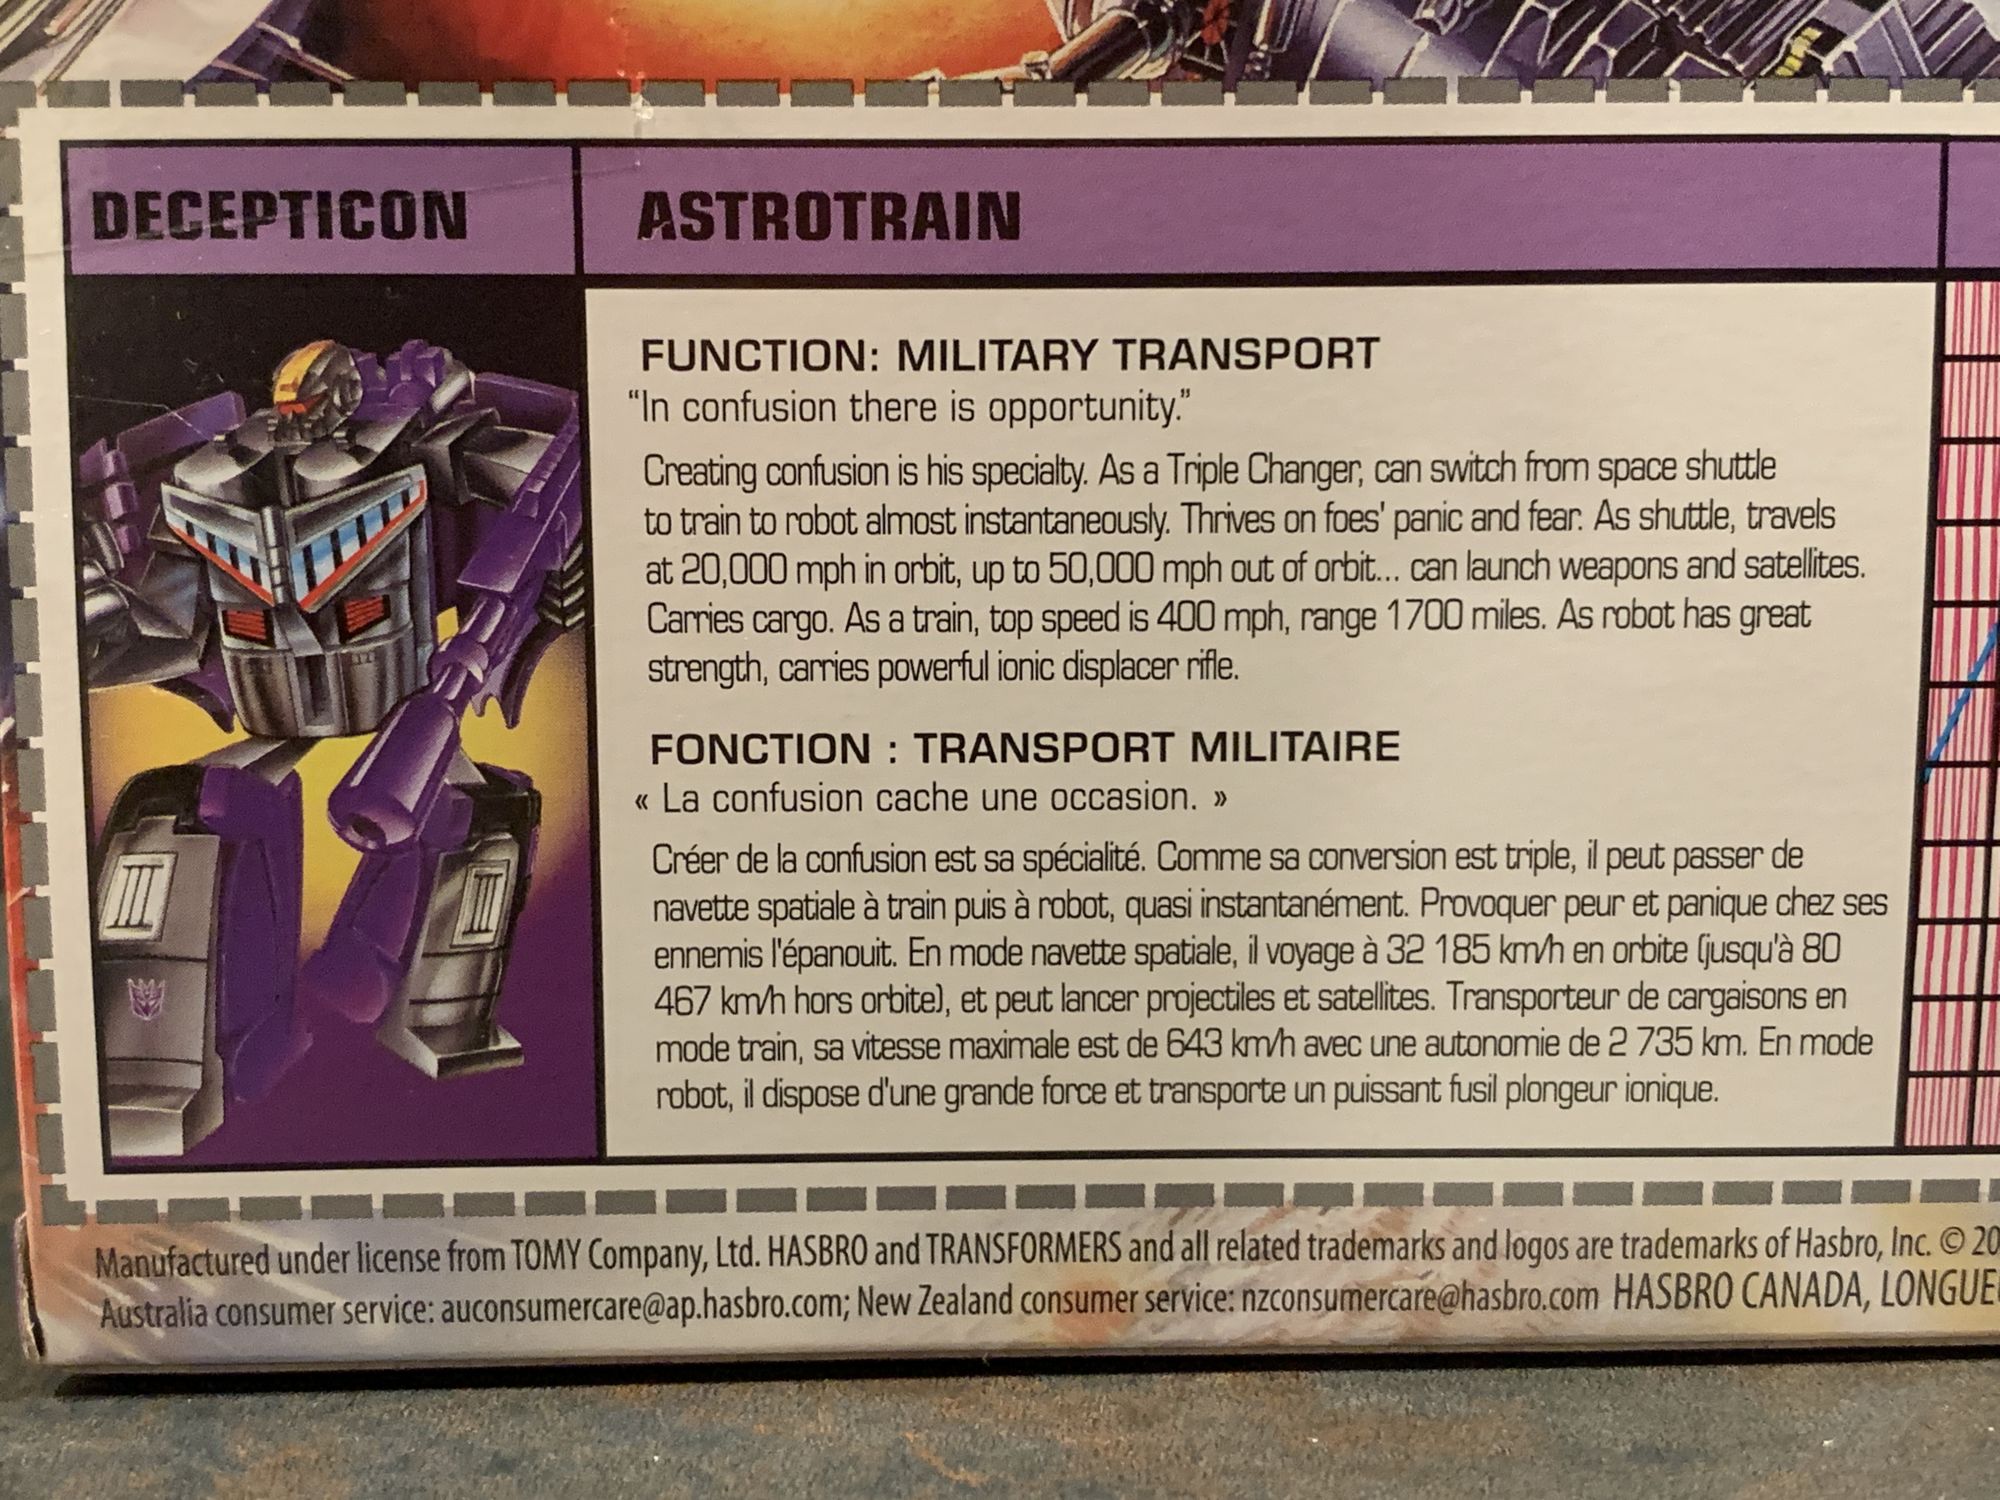 DECEPTICON
ASTROTRAIN
FUNCTION: MILITARY TRANSPORT
“In confusion there is opportunity.”
Creating confusion is his specialty. As a Triple Changer, can switch from space shuttle
to train to robot almost instantaneously. Thrives on foes' panic and fear. As shuttle, travels
at 20,000 mph in orbit, up to 50,000 mph out of orbit... can launch weapons and satellites.
Carries cargo. As a train, top speed is 400 mph, range 1700 miles. As robot has great
strength, carries powerful ionic displacer rifle.
FONCTION : TRANSPORT MILITAIRE
« La confusion cache une occasion. »
Créer de la confusion est sa spécialité. Comme sa conversion est triple, il peut passer de
navette spatiale à train puis à robot, quasi instantanément. Provoquer peur et panique chez ses
ennemis l'épanouit. En mode navette spatiale, il voyage à 32 185 km/h en orbite (jusqu'à 80
467 km/h hors orbite), et peut lancer projectiles et satellites. Transporteur de cargaisons en
mode train, sa vitesse maximale est de 643 km/h avec une autonomie de 2 735 km. En mode
robot, il dispose d'une grande force et transporte un puissant fusil plongeur ionique.
Manufactured under license from TOMY Company, Ltd. HASBRO and TRANSFORMERS and all related trademarks and logos are trademarks of Hasbro, Inc. © 20
Australia consumer service: auconsumercare@ap.hasbro.com; New Zealand consumer service: nzconsumercare@hasbro.com HASBRO CANADA, LONGUE